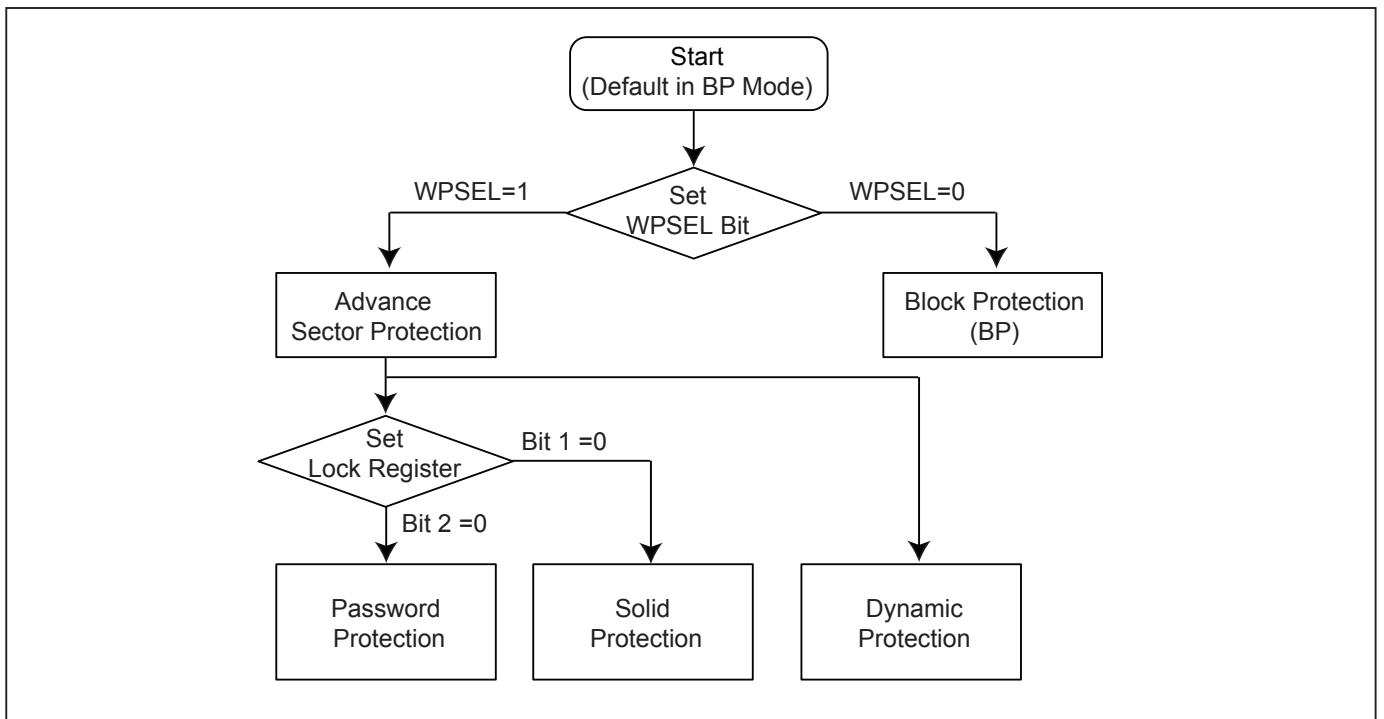 Start
(Default in BP Mode)
WPSEL=1
Set
WPSEL Bit
WPSEL=0
Advance
Sector Protection
Block Protection
(BP)
Set
Lock Register
Bit 1 =0
Bit 2 =0
Password
Protection
Solid
Protection
Dynamic
Protection